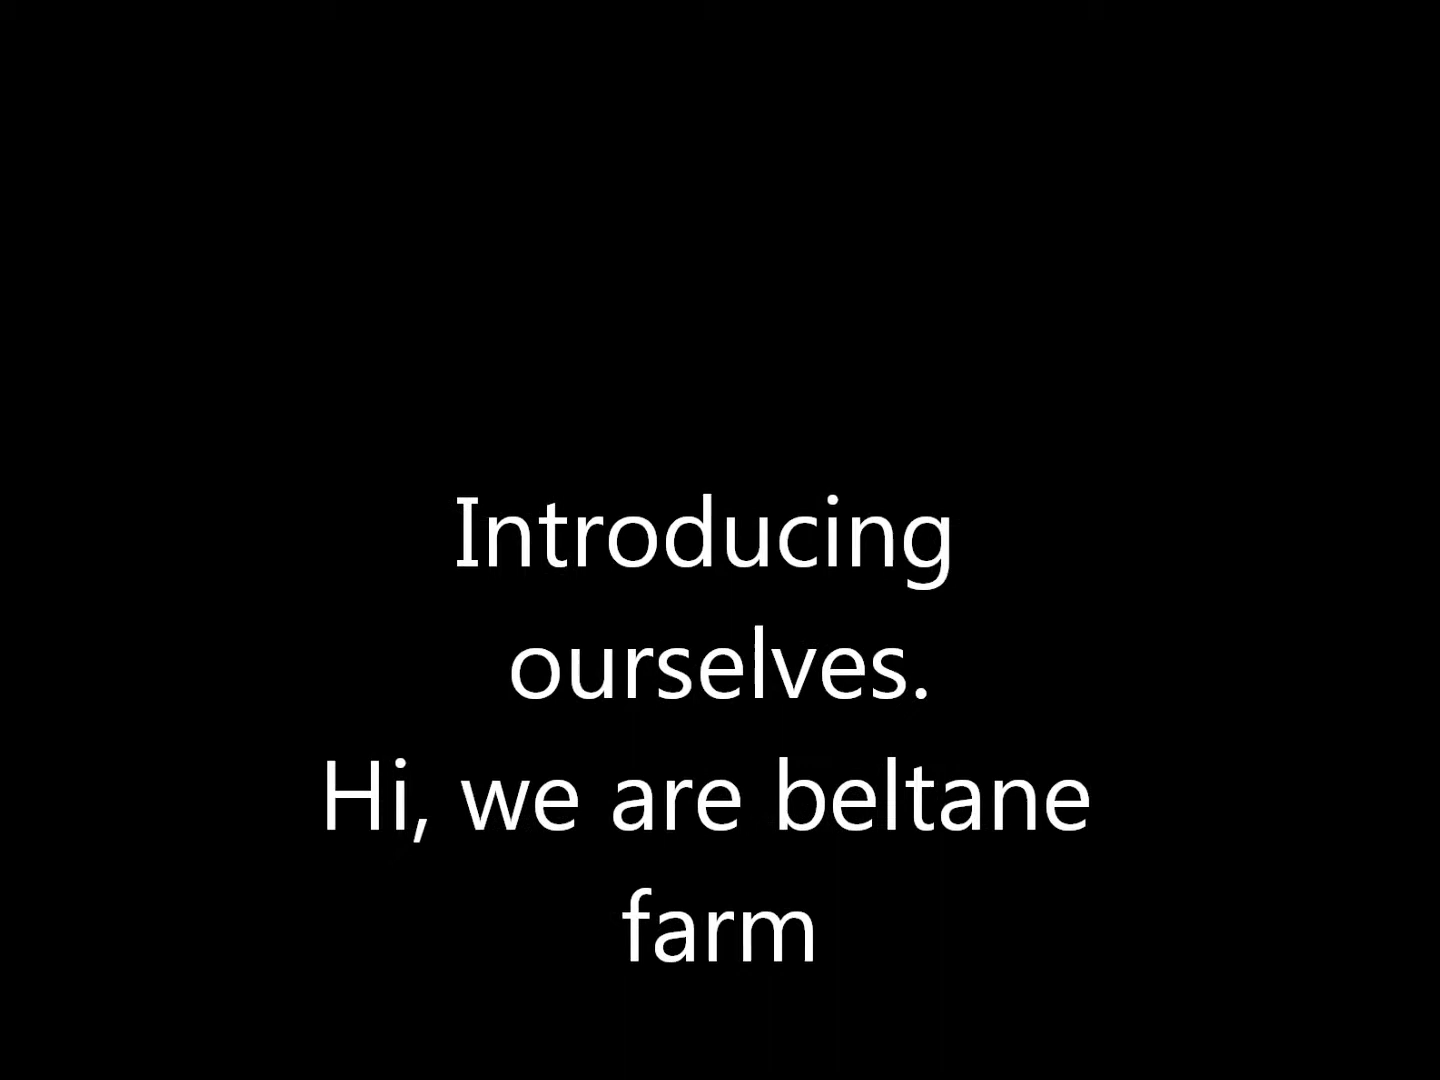 Introducing
ourselves.
Hi, we are beltane
farm